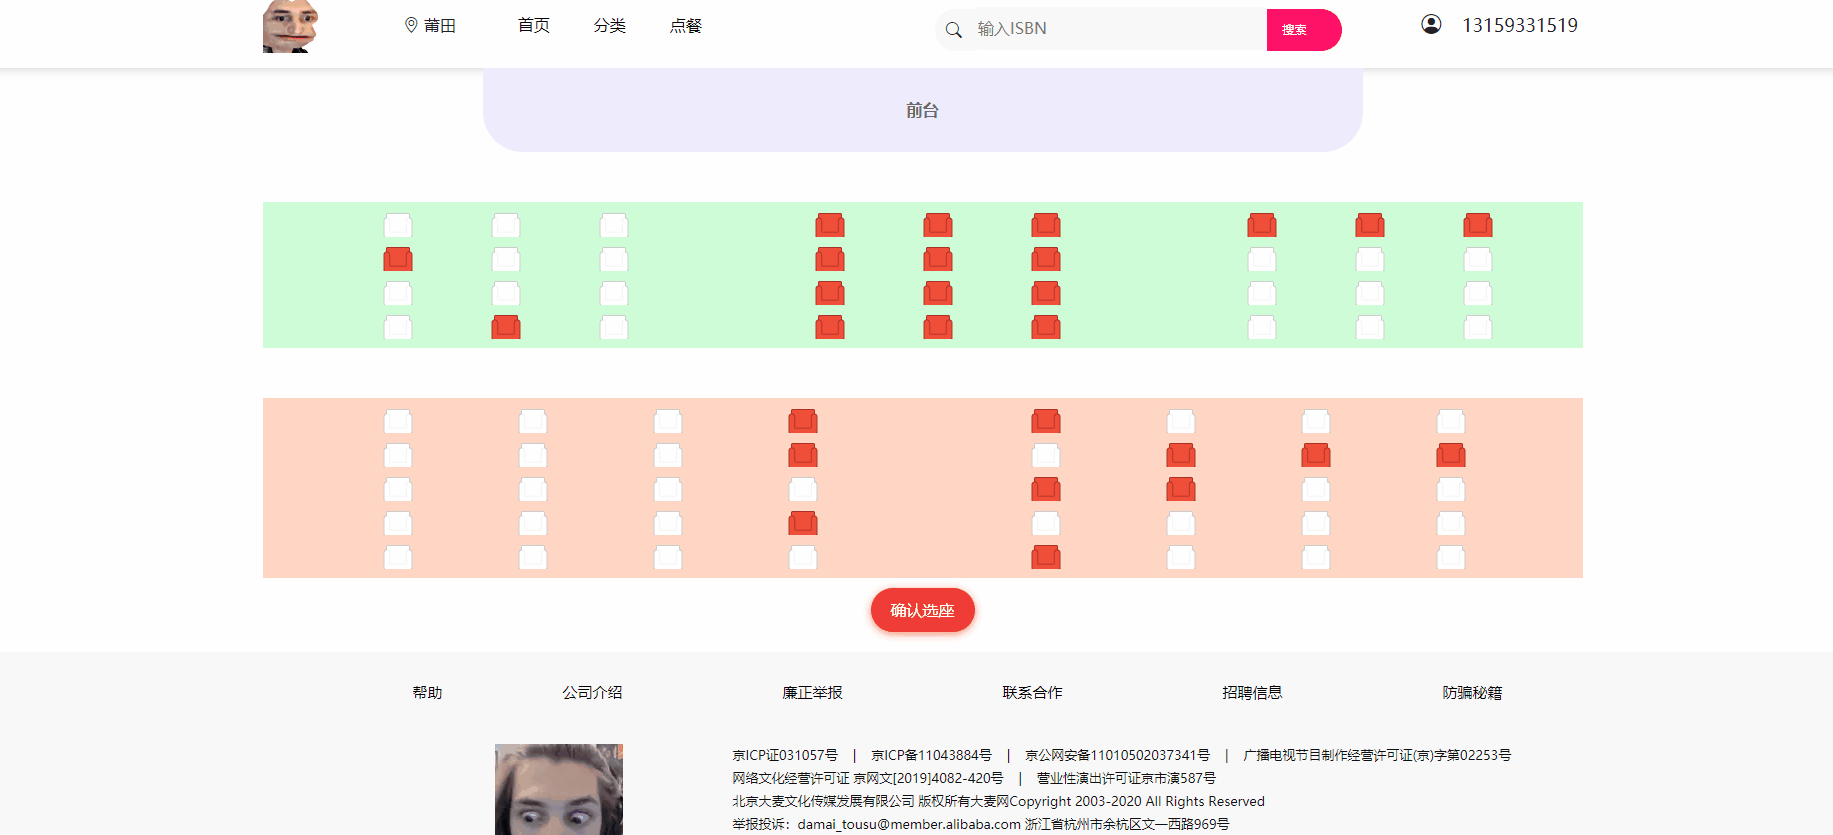 莆田 首页 分类 点餐 输入ISBN 搜索 13159331519
前台
确认选座
帮助 公司介绍 廉正举报 联系合作 招聘信息 防骗秘籍
京ICP证031057号 | 京ICP备11043884号 | 京公网安备11010502037341号 | 广播电视节目制作经营许可证(京)字第02253号
网络文化经营许可证 京网文[2019]4082-420号 | 营业性演出许可证京市演587号
北京大麦文化传媒发展有限公司 版权所有大麦网Copyright 2003-2020 All Rights Reserved
举报投诉：damai_tousu@member.alibaba.com 浙江省杭州市余杭区文一西路969号